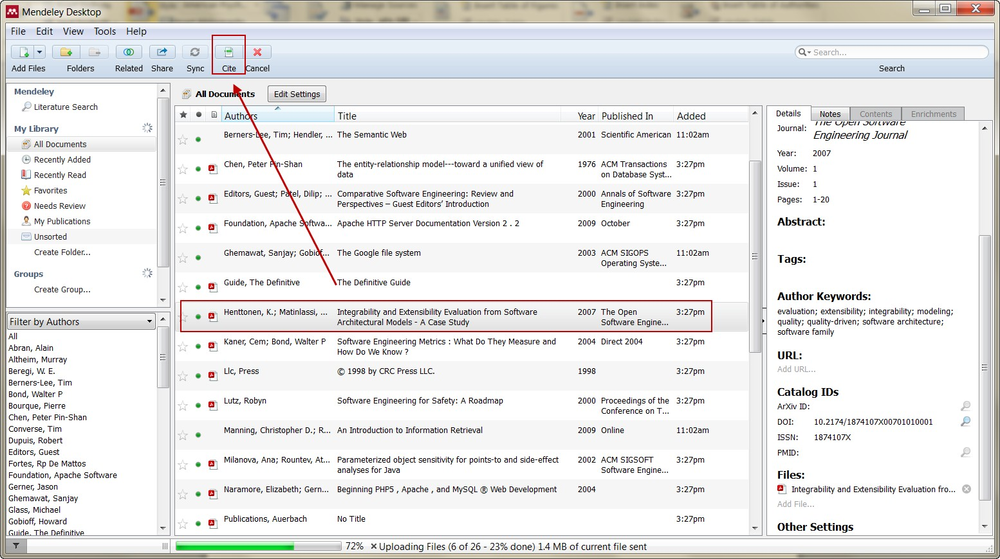 Mendeley Desktop
File Edit View Tools Help
Search...
Add Files Folders Related Share Sync Cite Cancel Search
Mendeley
Literature Search
My Library
All Documents
Recently Added
Recently Read
Favorites
Needs Review
My Publications
Unsorted
Create Folder...
Groups
Create Group...
Filter by Authors
All
Abran, Alain
Altheim, Murray
Beregi, W. E.
Berners-Lee, Tim
Bond, Walter P
Bourque, Pierre
Chen, Peter Pin-Shan
Converse, Tim
Dupuis, Robert
Editors, Guest
Fortes, Rp De Mattos
Foundation, Apache Software
Gerner, Jason
Ghemawat, Sanjay
Glass, Michael
Gobioff, Howard
Guide, The Definitive
All Documents Edit Settings
Authors Title Year Published In Added
Berners-Lee, Tim; Hendler, ... The Semantic Web 2001 Scientific American 11:02am
Chen, Peter Pin-Shan The entity-relationship model---toward a unified view of 1976 ACM Transactions 3:27pm
data on Database Syst...
Editors, Guest; Patel, Dilip; ... Comparative Software Engineering: Review and 2000 Annals of Software 3:27pm
Perspectives – Guest Editors’ Introduction Engineering
Foundation, Apache Softwa... Apache HTTP Server Documentation Version 2 . 2 2009 October 3:27pm
Ghemawat, Sanjay; Gobiof... The Google file system 2003 ACM SIGOPS 11:02am
Operating Syste...
Guide, The Definitive The Definitive Guide 3:27pm
Henttonen, K.; Matinlassi, ... Integrability and Extensibility Evaluation from Software 2007 The Open 3:27pm
Architectural Models - A Case Study Software Engine...
Kaner, Cem; Bond, Walter P Software Engineering Metrics : What Do They Measure and 2004 Direct 2004 3:27pm
How Do We Know ?
Llc, Press © 1998 by CRC Press LLC. 1998 3:27pm
Lutz, Robyn Software Engineering for Safety: A Roadmap 2000 Proceedings of the 3:27pm
Conference on T...
Manning, Christopher D.; R... An Introduction to Information Retrieval 2009 Online 11:02am
Milanova, Ana; Rountev, At... Parameterized object sensitivity for points-to and side-effect 2002 ACM SIGSOFT 3:27pm
analyses for Java Software Engine...
Naramore, Elizabeth; Gern... Beginning PHP5 , Apache , and MySQL ® Web Development 2004 3:27pm
Publications, Auerbach No Title 3:27pm
Details Notes Contents Enrichments
Journal: The Open Software
Engineering Journal
Year: 2007
Volume: 1
Issue: 1
Pages: 1-20
Abstract:
Tags:
Author Keywords:
evaluation; extensibility; integrability; modeling;
quality; quality-driven; software architecture;
software family
URL:
Add URL...
Catalog IDs
ArXiv ID:
DOI: 10.2174/1874107X00701010001
ISSN: 1874107X
PMID:
Files:
Integrability and Extensibility Evaluation fro...
Add File...
Other Settings
72% Uploading Files (6 of 26 - 23% done) 1.4 MB of current file sent